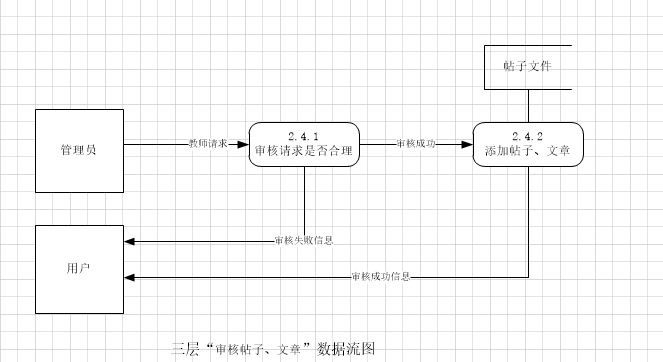 帖子文件
管理员
教师请求
2.4.1
审核请求是否合理
审核成功
2.4.2
添加帖子、文章
审核失败信息
用户
审核成功信息
三层“审核帖子、文章”数据流图